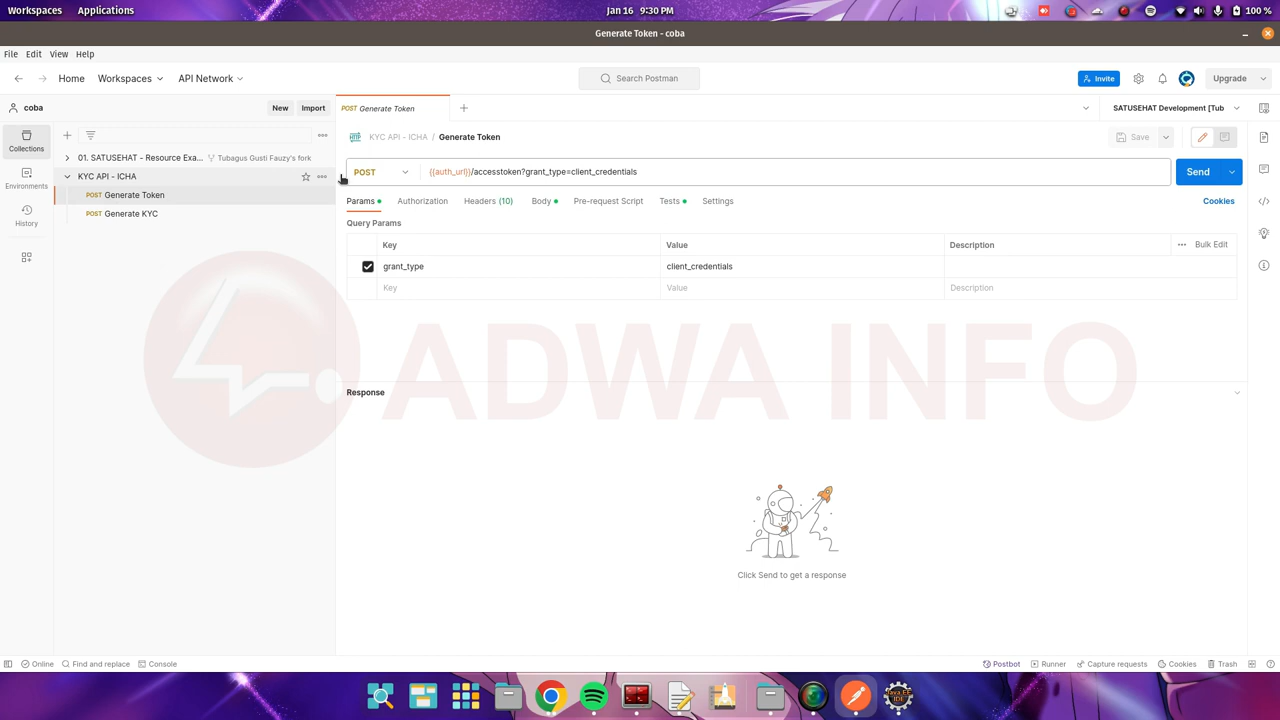 Workspaces Applications Jan 16 9:30 PM 100 %
Generate Token - coba
File Edit View Help
Home Workspaces API Network Search Postman Invite Upgrade
coba New Import POST Generate Token SATUSEHAT Development [Tub
Collections
Environments
History
01. SATUSEHAT - Resource Exa... Tubagus Gusti Fauzy's fork
KYC API - ICHA
POST Generate Token
POST Generate KYC
KYC API - ICHA / Generate Token Save
POST {{auth_url}}/accesstoken?grant_type=client_credentials Send
Params Authorization Headers (10) Body Pre-request Script Tests Settings Cookies
Query Params
Key Value Description Bulk Edit
grant_type client_credentials
Key Value Description
ADWA INFO
Response
Click Send to get a response
Online Find and replace Console Postbot Runner Capture requests Cookies Trash
Java EE
IDE